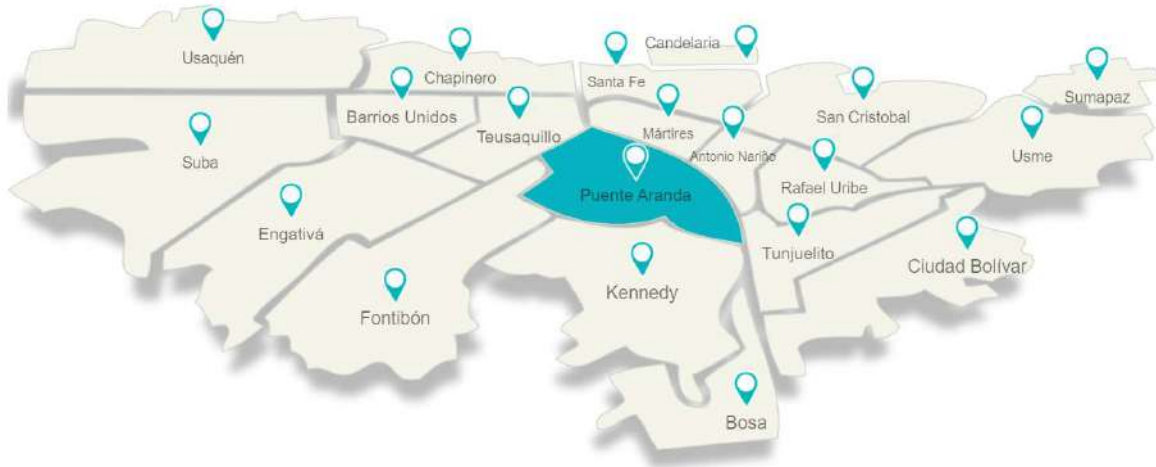 Candelaria
Usaquén
Chapinero
Santa Fe
Sumapaz
Barrios Unidos
San Cristobal
Teusaquillo
Mártires
Suba
Antonio Nariño
Usme
Rafael Uribe
Puente Aranda
Engativá
Tunjuelito
Ciudad Bolívar
Kennedy
Fontibón
Bosa